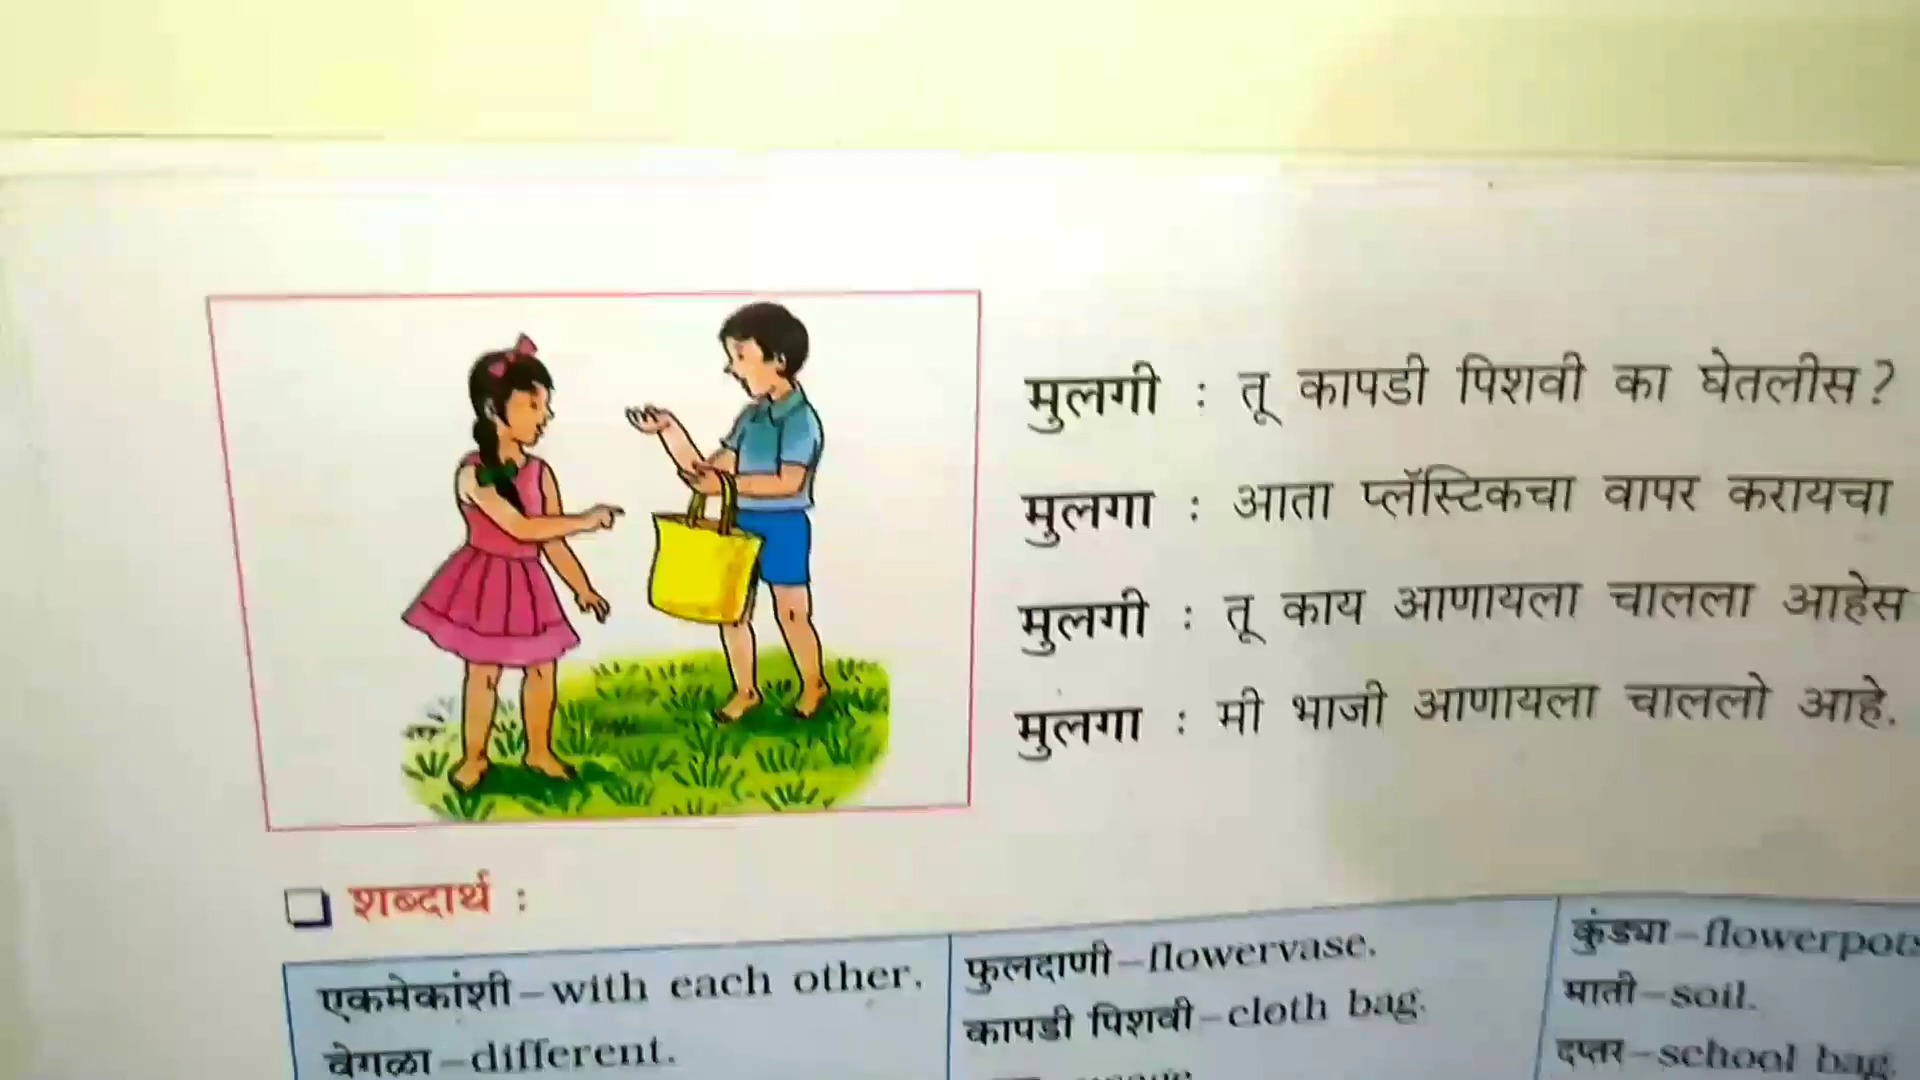 मुलगी : तू कापडी पिशवी का घेतलीस ?
मुलगा : आता प्लॅस्टिकचा वापर करायचा
मुलगी : तू काय आणायला चालला आहेस
मुलगा : मी भाजी आणायला चाललो आहे.
शब्दार्थ :
एकमेकांशी – with each other.
वेगळा – different.
फुलदाणी – flowervase.
कापडी पिशवी – cloth bag.
कुंड्या – flowerpots
माती – soil.
दप्तर – school bag.